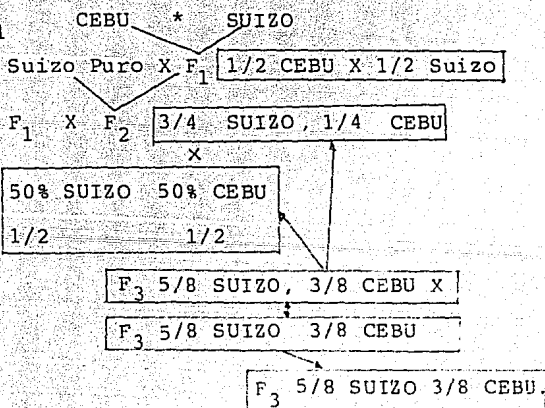 CEBU * SUIZO
Suizo Puro X F1 1/2 CEBU X 1/2 Suizo
F1 X F2 3/4 SUIZO, 1/4 CEBU
X
50% SUIZO 50% CEBU
1/2 1/2
F3 5/8 SUIZO, 3/8 CEBU X
F3 5/8 SUIZO 3/8 CEBU
F3 5/8 SUIZO 3/8 CEBU.